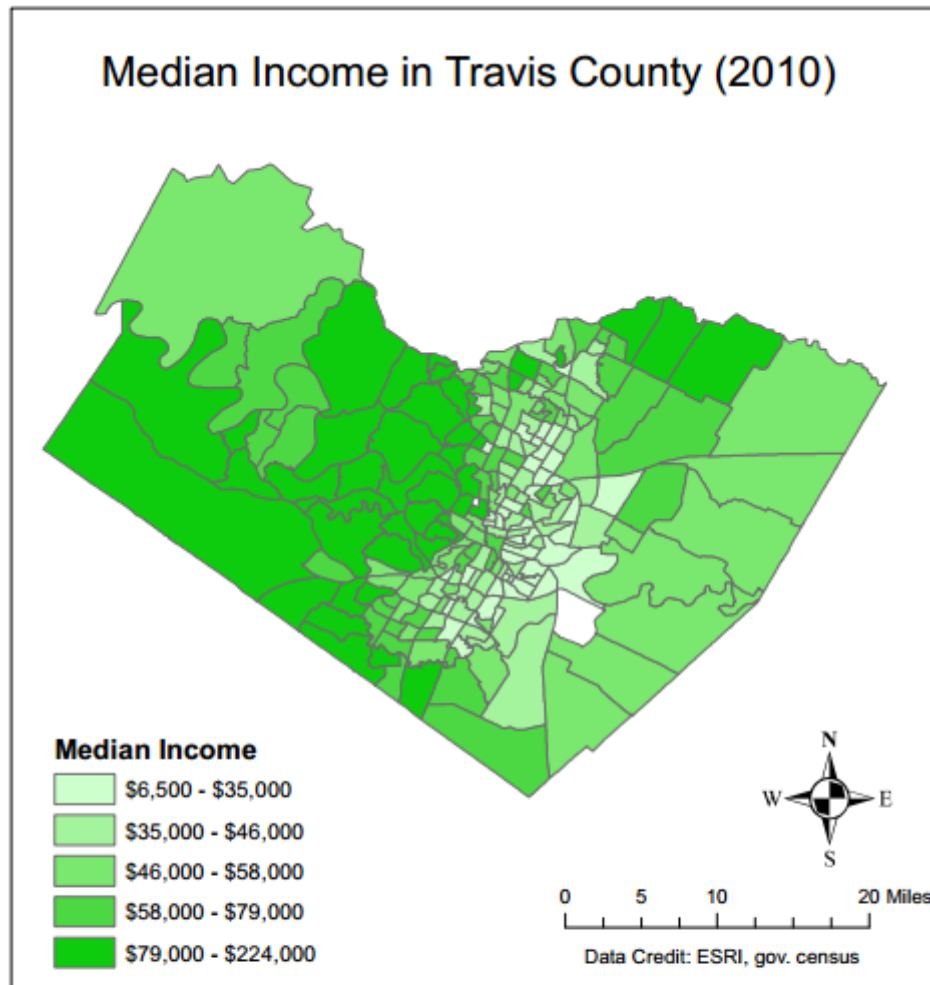 Median Income in Travis County (2010)
Median Income
$6,500 - $35,000
$35,000 - $46,000
$46,000 - $58,000
$58,000 - $79,000
$79,000 - $224,000
N
W E
S
0 5 10 20 Miles
Data Credit: ESRI, gov. census